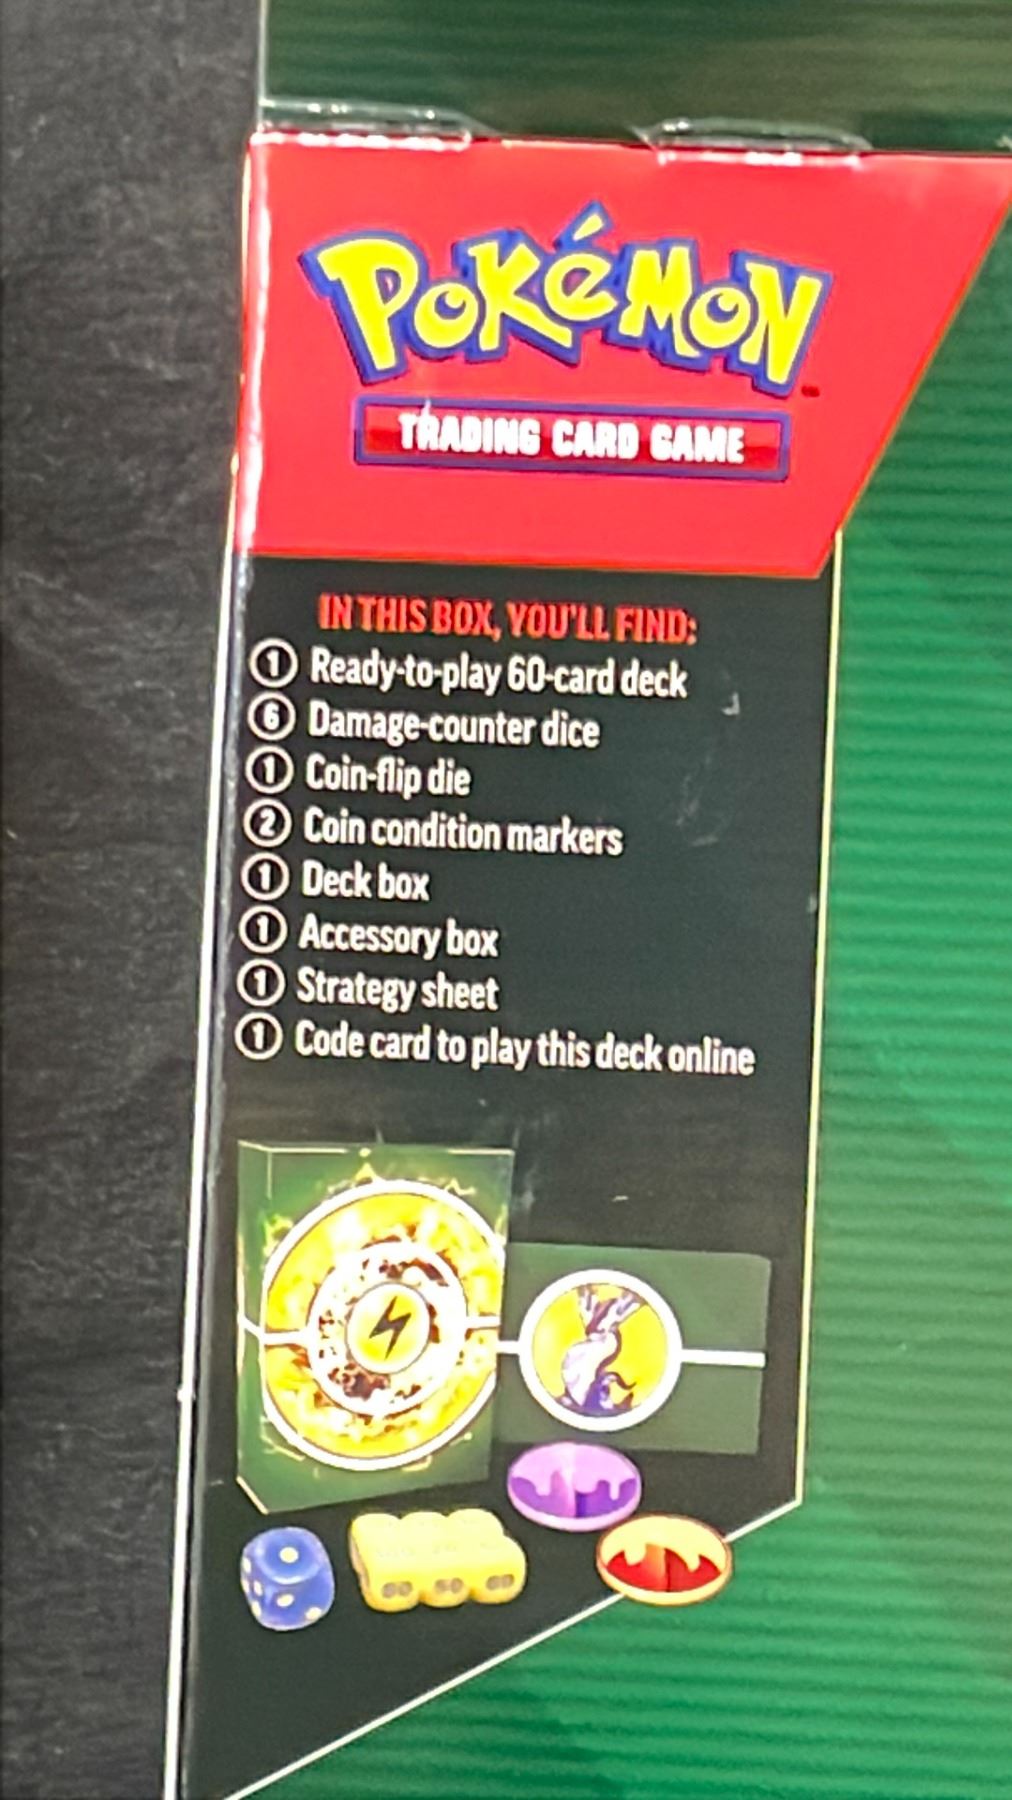 POKéMON
TRADING CARD GAME
IN THIS BOX, YOU'LL FIND:
1 Ready-to-play 60-card deck
6 Damage-counter dice
1 Coin-flip die
2 Coin condition markers
1 Deck box
1 Accessory box
1 Strategy sheet
1 Code card to play this deck online